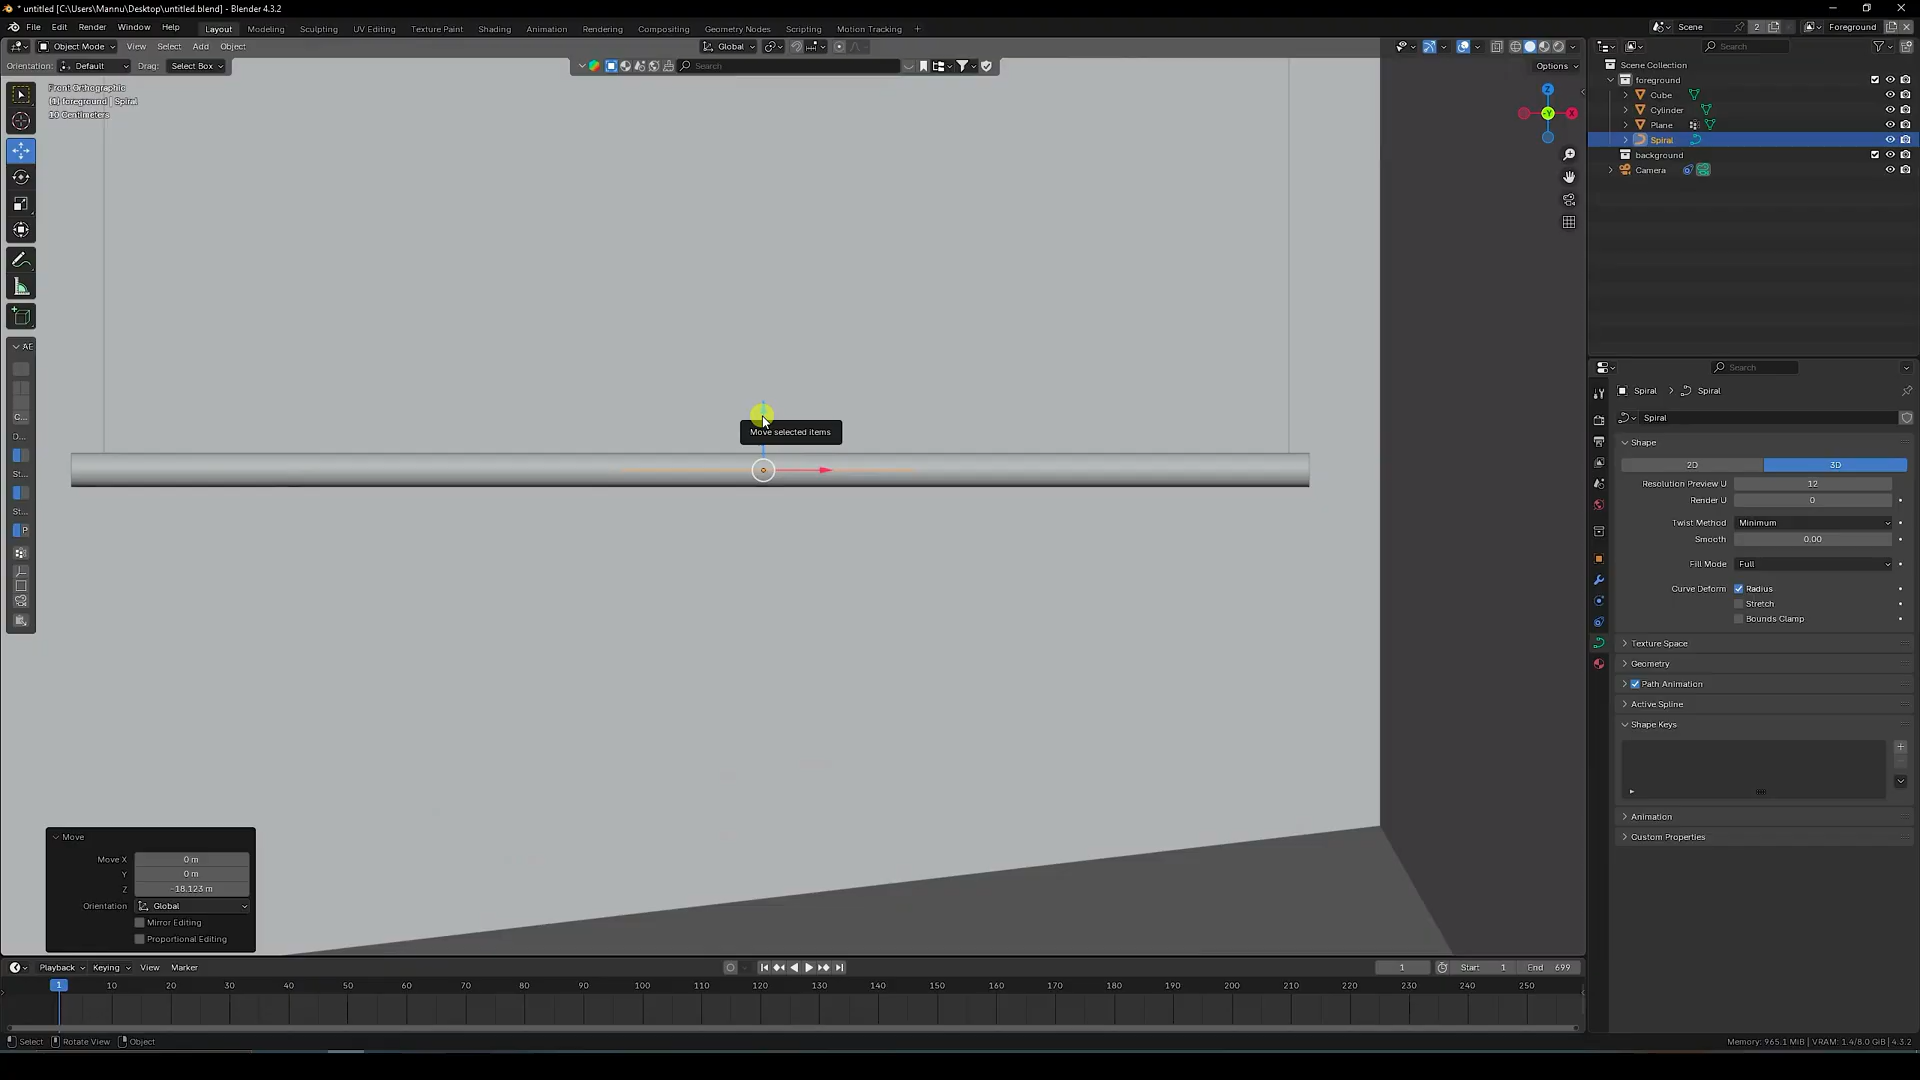 * untitled [C:\Users\Mannu\Desktop\untitled.blend] - Blender 4.3.2
File Edit Render Window Help Layout Modeling Sculpting UV Editing Texture Paint Shading Animation Rendering Compositing Geometry Nodes Scripting Motion Tracking +
Scene 2 Foreground
Object Mode View Select Add Object Global
Search
Orientation: Default Drag: Select Box
Search
Options
Front Orthographic
(1) foreground | Spiral
10 Centimeters
Z
-Y
X
Scene Collection
foreground
Cube
Cylinder
Plane
Spiral
background
Camera
AE
C...
D...
St...
St...
P
Move selected items
Search
Spiral > Spiral
Spiral
Shape
2D 3D
Resolution Preview U 12
Render U 0
Twist Method Minimum
Smooth 0.00
Fill Mode Full
Curve Deform Radius
Stretch
Bounds Clamp
Texture Space
Geometry
Path Animation
Active Spline
Shape Keys
Animation
Custom Properties
Move
Move X 0 m
Y 0 m
Z -18.123 m
Orientation Global
Mirror Editing
Proportional Editing
Playback Keying View Marker
1 Start 1 End 699
1 10 20 30 40 50 60 70 80 90 100 110 120 130 140 150 160 170 180 190 200 210 220 230 240 250
Select Rotate View Object
Memory: 965.1 MiB | VRAM: 1.4/8.0 GiB | 4.3.2